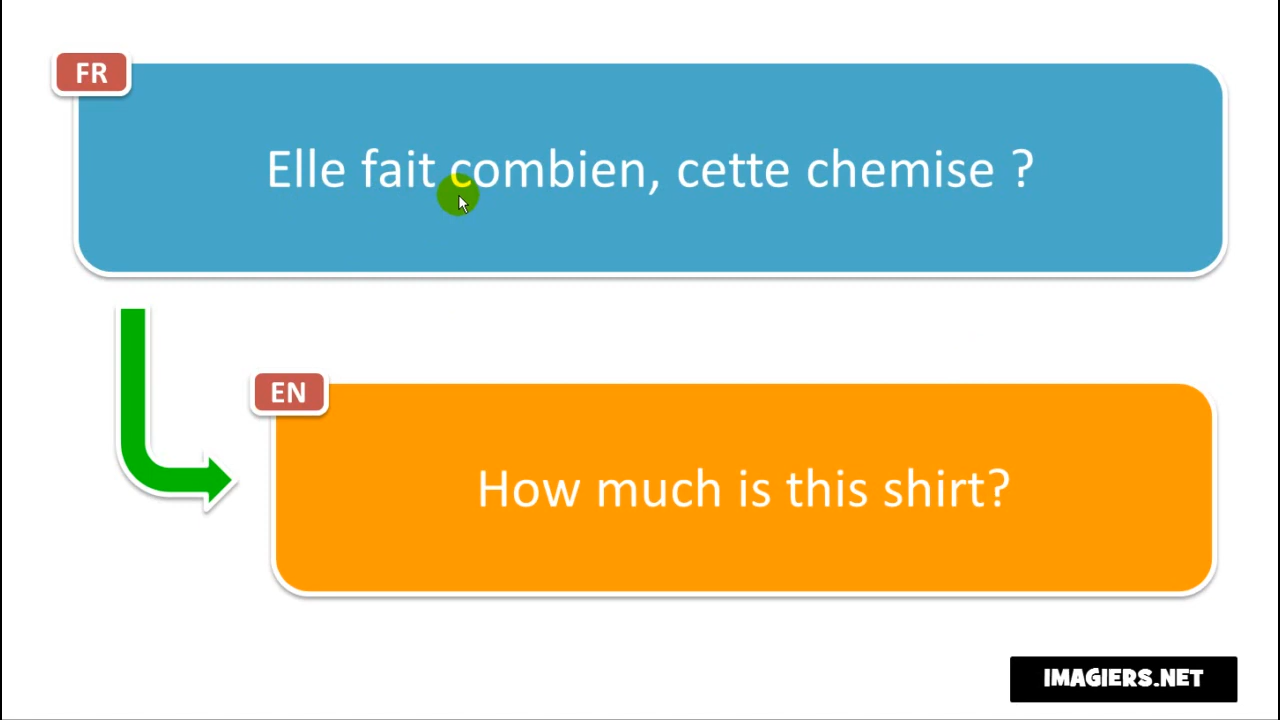 FR
Elle fait combien, cette chemise ?
EN
How much is this shirt?
IMAGIERS.NET